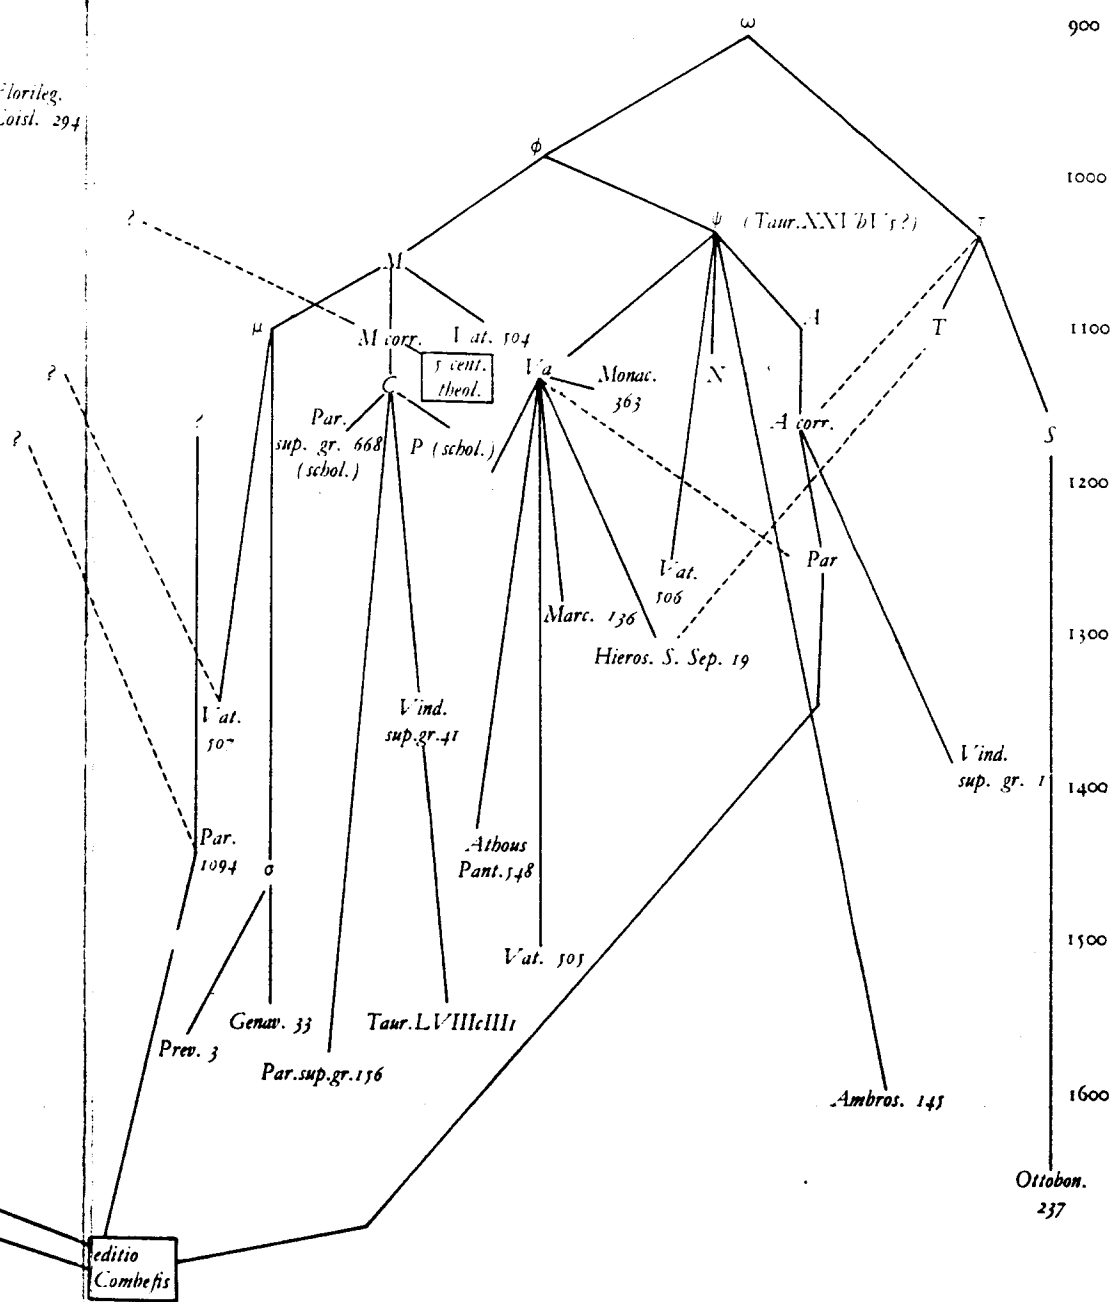 ω
900
Florileg.
Coisl. 294
φ
1000
?
ψ (Taur.XXVbV5?)
τ
M
μ
M corr.
Vat. 504
A
T
1100
5 cent.
theol.
Va
Monac.
363
N
?
C
?
Par.
sup. gr. 668
(schol.)
P (schol.)
A corr.
S
?
1200
Vat.
506
Par
Marc. 136
1300
Hieros. S. Sep. 19
Vat.
507
Vind.
sup.gr.41
Vind.
sup. gr. 1
1400
Par.
1094
σ
Athous
Pant.548
1500
Vat. 505
Genav. 33
Taur.LVIIIcIII1
Prev. 3
Par.sup.gr.156
Ambros. 145
1600
Ottobon.
237
editio
Combefis